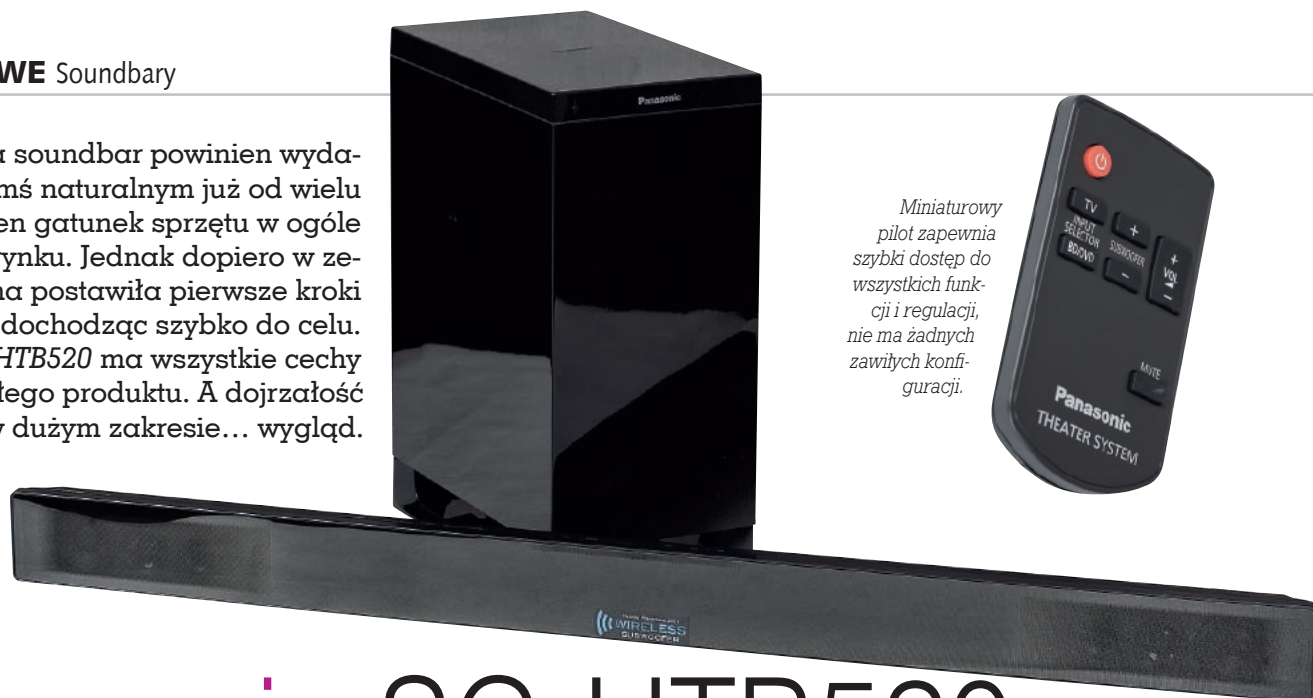 WE Soundbary
a soundbar powinien wyda-
mś naturalnym już od wielu
en gatunek sprzętu w ogóle
rynku. Jednak dopiero w ze-
na postawiła pierwsze kroki
dochodząc szybko do celu.
HTB520 ma wszystkie cechy
łego produktu. A dojrzałość
w dużym zakresie... wygląd.
Panasonic
Miniaturowy
pilot zapewnia
szybki dostęp do
wszystkich funk-
cji i regulacji,
nie ma żadnych
zawiłych konfi-
guracji.
TV
INPUT
SELECTOR
BD/DVD
+
SUBWOOFER
−
+
VOL
−
MUTE
Panasonic
THEATER SYSTEM
WIRELESS
SUBWOOFER